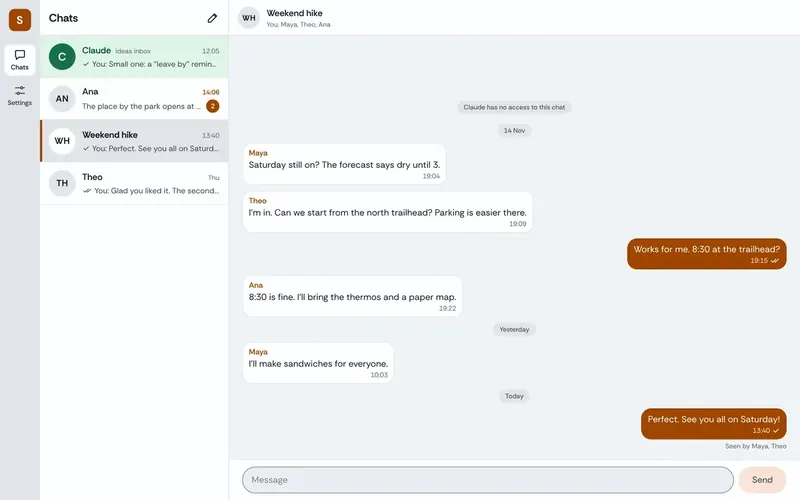 S
Chats
Settings
Chats
C
Claude ideas inbox 12:05
You: Small one: a "leave by" remin...
AN
Ana 14:06
The place by the park opens at ... 2
WH
Weekend hike 13:40
You: Perfect. See you all on Saturd...
TH
Theo Thu
You: Glad you liked it. The second...
WH
Weekend hike
You, Maya, Theo, Ana
Claude has no access to this chat
14 Nov
Maya
Saturday still on? The forecast says dry until 3.
19:04
Theo
I'm in. Can we start from the north trailhead? Parking is easier there.
19:09
Works for me. 8:30 at the trailhead?
19:15
Ana
8:30 is fine. I'll bring the thermos and a paper map.
19:22
Yesterday
Maya
I'll make sandwiches for everyone.
10:03
Today
Perfect. See you all on Saturday!
13:40
Seen by Maya, Theo
Message
Send